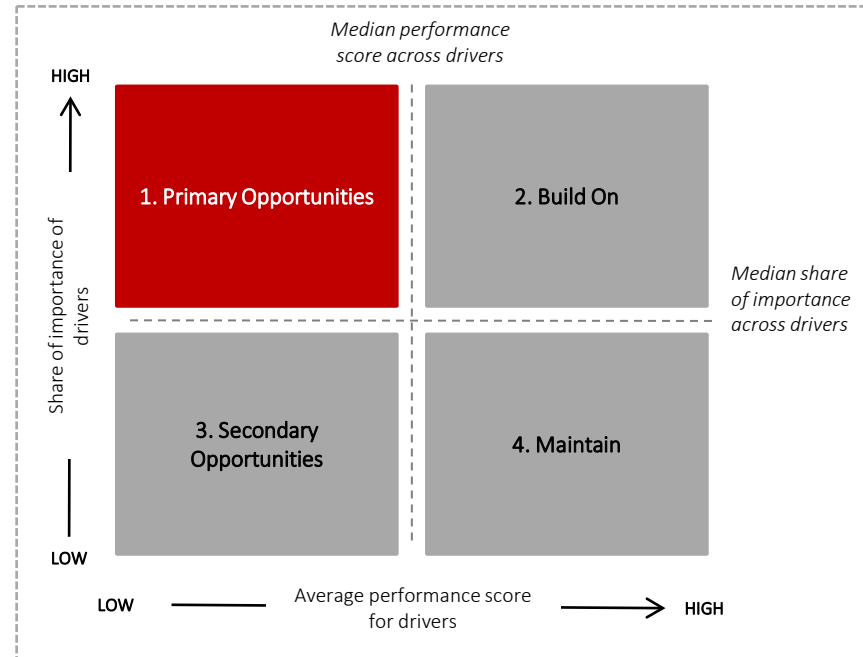 Median performance
score across drivers
HIGH
1. Primary Opportunities
2. Build On
Share of importance of
drivers
Median share
of importance
across drivers
3. Secondary
Opportunities
4. Maintain
LOW
LOW
Average performance score
for drivers
HIGH